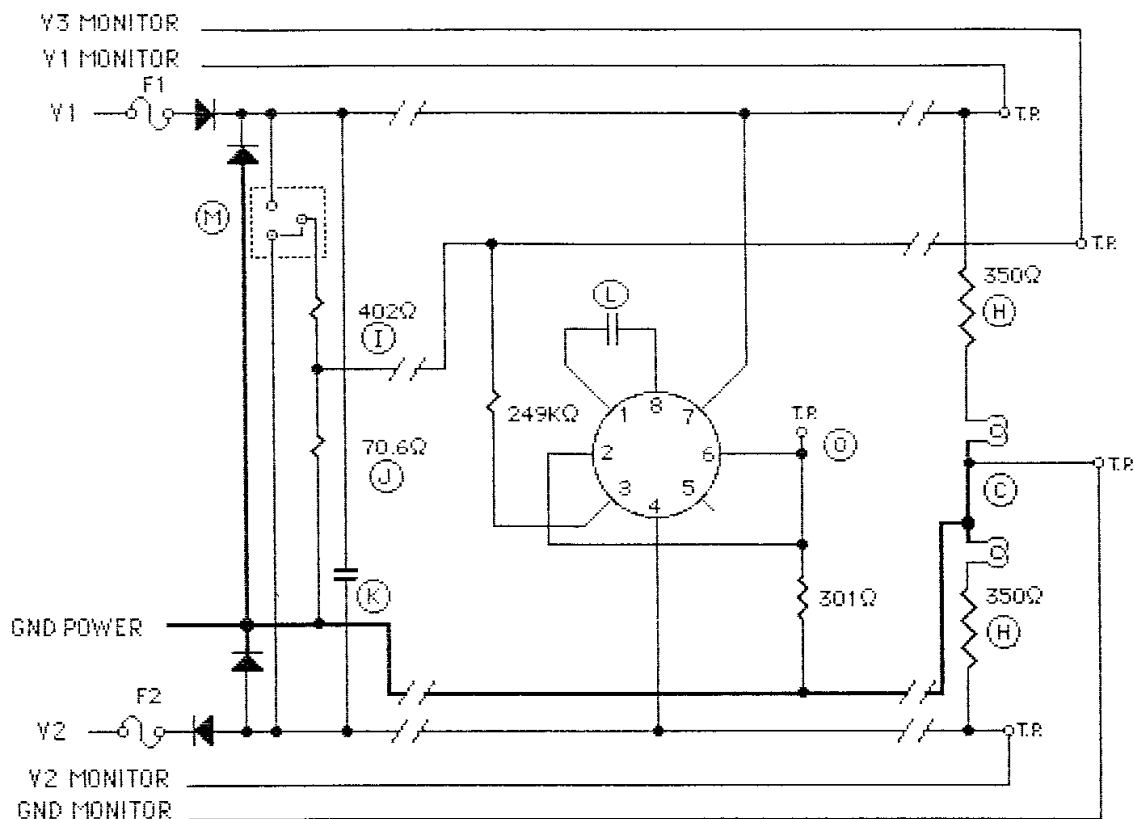 V3 MONITOR
V1 MONITOR
F1
V1
T.P.
M
T.P.
350Ω
H
402Ω
I
L
249KΩ
1
8
7
T.P.
O
2
6
70.6Ω
J
3
4
5
T.P.
C
K
301Ω
350Ω
H
GND POWER
F2
V2
T.P.
V2 MONITOR
GND MONITOR